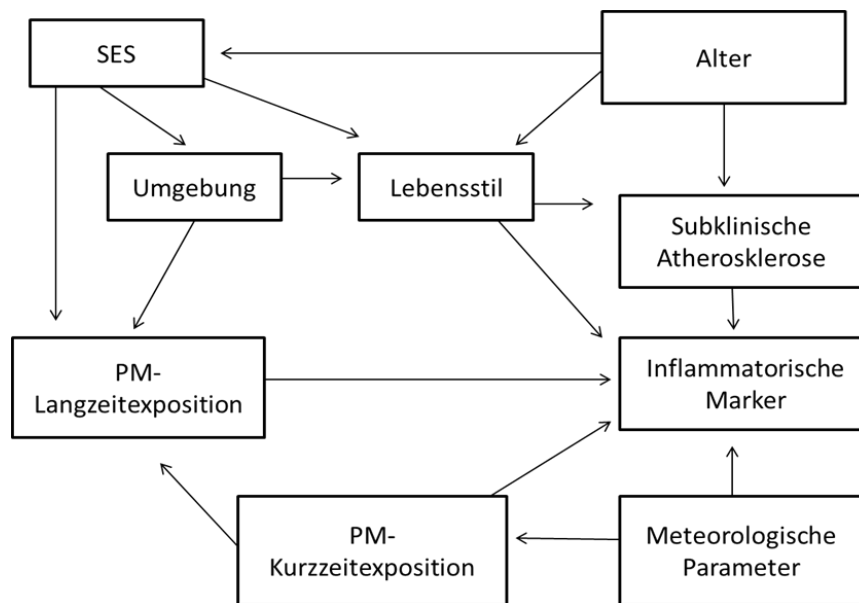 SES
Alter
Umgebung
Lebensstil
Subklinische
Atherosklerose
PM-
Langzeitexposition
Inflammatorische
Marker
PM-
Kurzzeitexposition
Meteorologische
Parameter